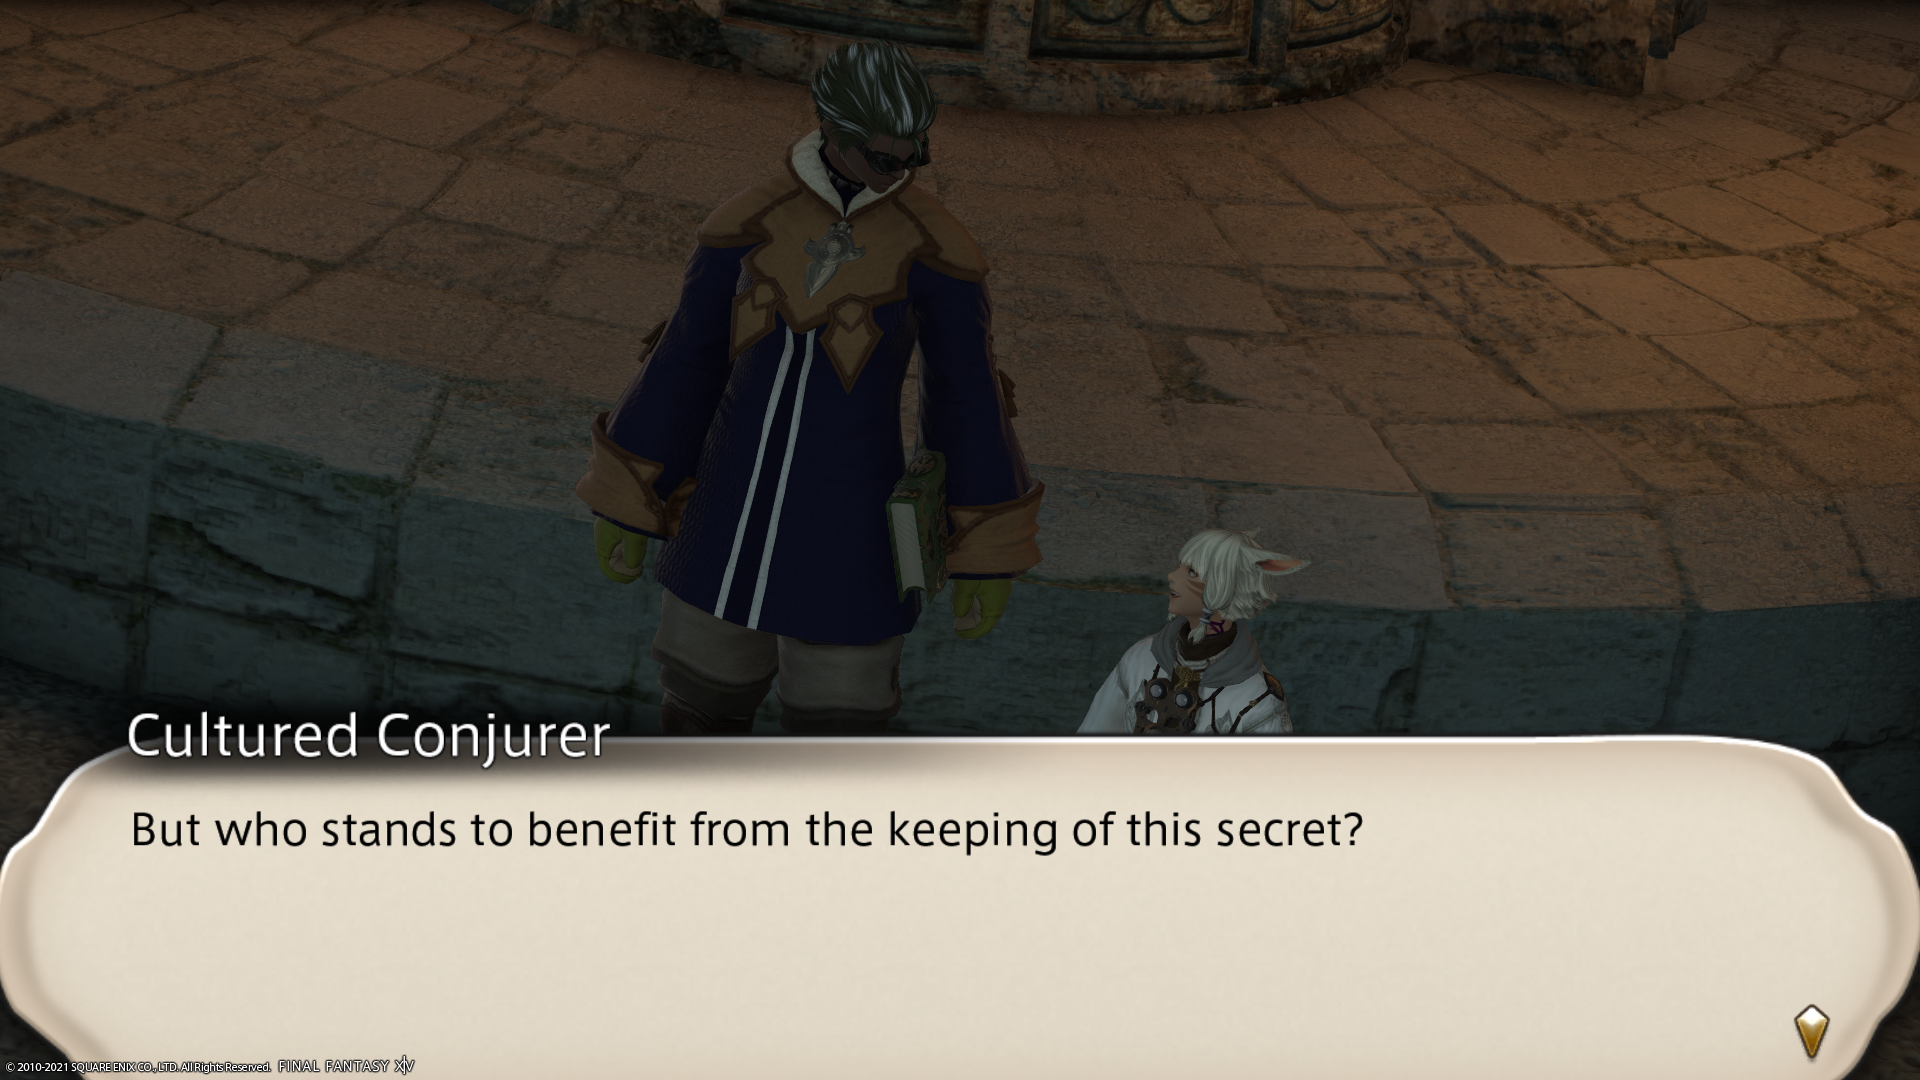 Cultured Conjurer
But who stands to benefit from the keeping of this secret?
© 2010-2021 SQUARE ENIX CO., LTD. All Rights Reserved. FINAL FANTASY XIV